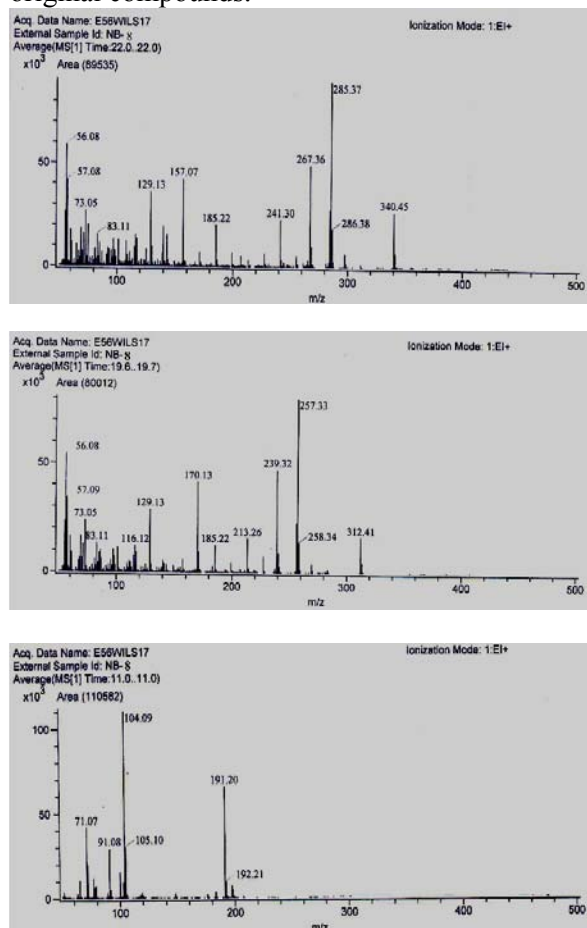 original compounds.
Acq. Data Name: E56WILS17
Ionization Mode: 1:EI+
External Sample Id: NB-8
Average(MS[1] Time:22.0..22.0)
x10³ Area (89535)
285.37
56.08
50
57.08
73.05
83.11
129.13
157.07
185.22
241.30
267.36
286.38
340.45
0
100 200 300 400 500
m/z
Acq. Data Name: E56WILS17
Ionization Mode: 1:EI+
External Sample Id: NB-8
Average(MS[1] Time:19.6..19.7)
x10³ Area (80012)
257.33
56.08
50
57.09
73.05
83.11
116.12
129.13
170.13
185.22
213.26
239.32
258.34
312.41
0
100 200 300 400 500
m/z
Acq. Data Name: E56WILS17
Ionization Mode: 1:EI+
External Sample Id: NB-8
Average(MS[1] Time:11.0..11.0)
x10³ Area (110582)
100
104.09
191.20
50
71.07
91.08
105.10
192.21
0
100 200 300 400 500
m/z